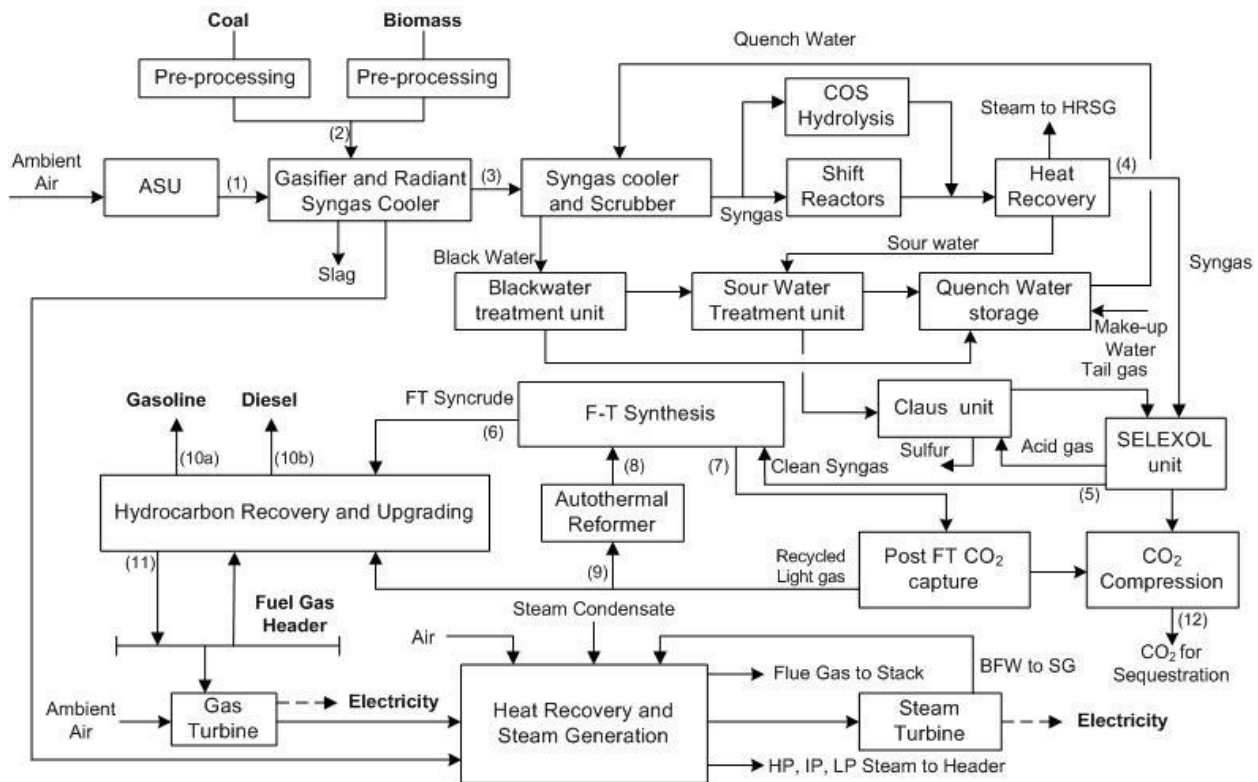 Coal
Biomass
Quench Water
Pre-processing
Pre-processing
COS
Hydrolysis
Steam to HRSG
(2)
Ambient
Air
ASU
(1)
Gasifier and Radiant
Syngas Cooler
(3)
Syngas cooler
and Scrubber
Syngas
Shift
Reactors
Heat
Recovery
(4)
Slag
Black Water
Sour water
Syngas
Blackwater
treatment unit
Sour Water
Treatment unit
Quench Water
storage
Make-up
Water
Tail gas
Gasoline
Diesel
FT Syncrude
(6)
F-T Synthesis
Claus unit
(10a)
(10b)
(8)
(7)
Clean Syngas
Sulfur
Acid gas
SELEXOL
unit
(5)
Hydrocarbon Recovery and Upgrading
Autothermal
Reformer
(11)
(9)
Recycled
Light gas
Post FT CO₂
capture
CO₂
Compression
Fuel Gas
Header
Steam Condensate
(12)
Air
CO₂ for
Sequestration
Flue Gas to Stack
BFW to SG
Ambient
Air
Gas
Turbine
Electricity
Heat Recovery and
Steam Generation
Steam
Turbine
Electricity
HP, IP, LP Steam to Header